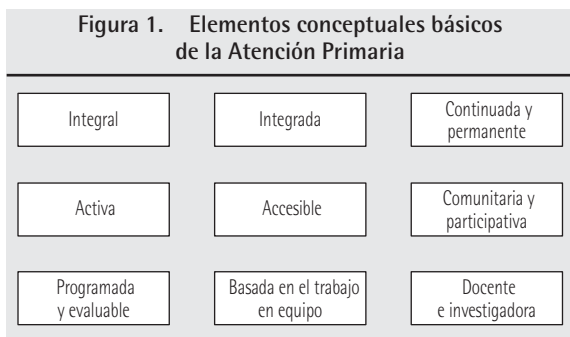 Figura 1. Elementos conceptuales básicos
de la Atención Primaria
Integral
Integrada
Continuada y
permanente
Activa
Accesible
Comunitaria y
participativa
Programada
y evaluable
Basada en el trabajo
en equipo
Docente
e investigadora